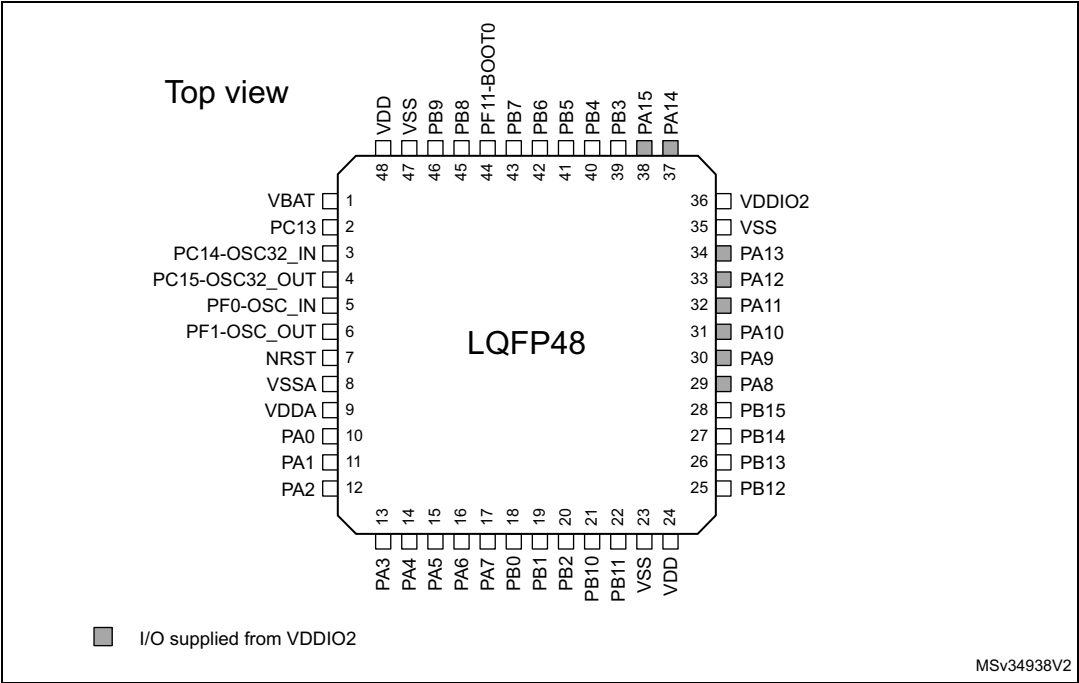 Top view
48 VDD
47 VSS
46 PB9
45 PB8
44 PF11-BOOT0
43 PB7
42 PB6
41 PB5
40 PB4
39 PB3
38 PA15
37 PA14
VBAT 1
PC13 2
PC14-OSC32_IN 3
PC15-OSC32_OUT 4
PF0-OSC_IN 5
PF1-OSC_OUT 6
NRST 7
VSSA 8
VDDA 9
PA0 10
PA1 11
PA2 12
LQFP48
36 VDDIO2
35 VSS
34 PA13
33 PA12
32 PA11
31 PA10
30 PA9
29 PA8
28 PB15
27 PB14
26 PB13
25 PB12
PA3 13
PA4 14
PA5 15
PA6 16
PA7 17
PB0 18
PB1 19
PB2 20
PB10 21
PB11 22
VSS 23
VDD 24
I/O supplied from VDDIO2
MSv34938V2